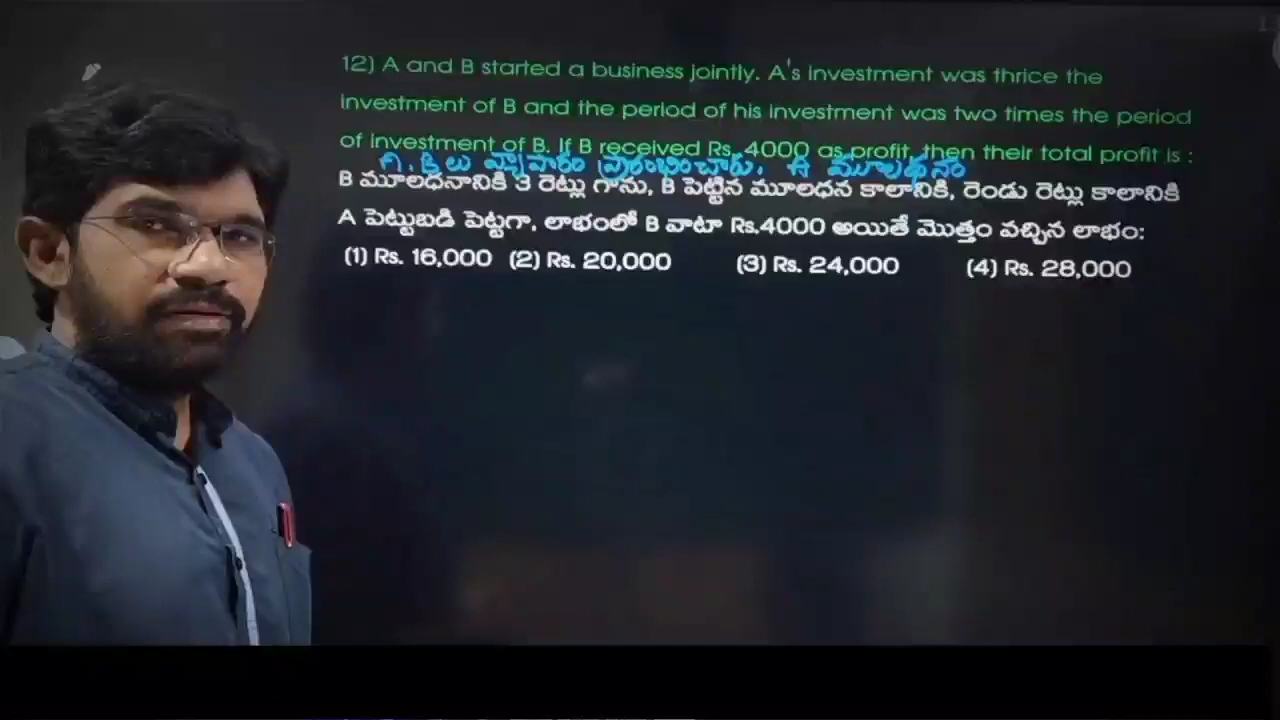 12) A and B started a business jointly. A's investment was thrice the
investment of B and the period of his investment was two times the period
of investment of B. If B received Rs. 4000 as profit, then their total profit is :
A. B లు వ్యాపారం ప్రారంభించారు. A మూలధనం
B మూలధనానికి 3 రెట్లు గాను, B పెట్టిన మూలధన కాలానికి, రెండు రెట్లు కాలానికి
A పెట్టుబడి పెట్టగా, లాభంలో B వాటా Rs.4000 అయితే మొత్తం వచ్చిన లాభం:
(1) Rs. 16,000 (2) Rs. 20,000 (3) Rs. 24,000 (4) Rs. 28,000